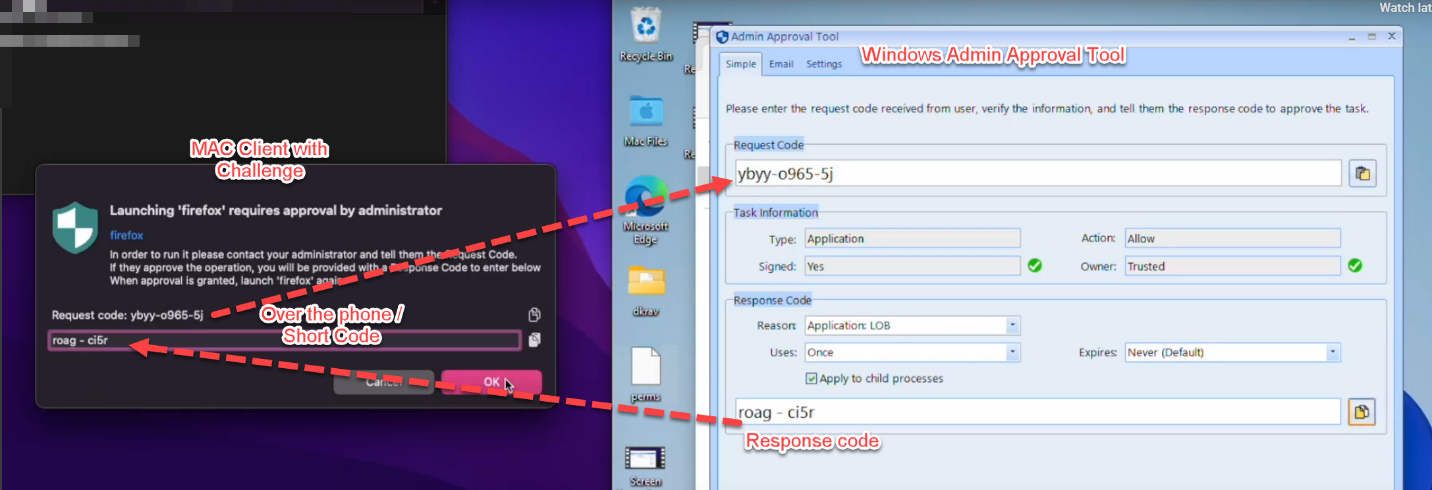 Watch lat
Recycle Bin
Re
Mac Files
Re
Microsoft
Edge
dkrav
perms
Screen
Admin Approval Tool
Windows Admin Approval Tool
Simple Email Settings
Please enter the request code received from user, verify the information, and tell them the response code to approve the task.
Request Code
ybyy-o965-5j
Task Information
Type: Application Action: Allow
Signed: Yes Owner: Trusted
Response Code
Reason: Application: LOB
Uses: Once Expires: Never (Default)
Apply to child processes
roag - ci5r
Response code
MAC Client with
Challenge
Launching 'firefox' requires approval by administrator
firefox
In order to run it please contact your administrator and tell them the Request Code.
If they approve the operation, you will be provided with a Response Code to enter below
When approval is granted, launch 'firefox' again
Request code: ybyy-o965-5j
Over the phone /
Short Code
roag - ci5r
Cancel OK